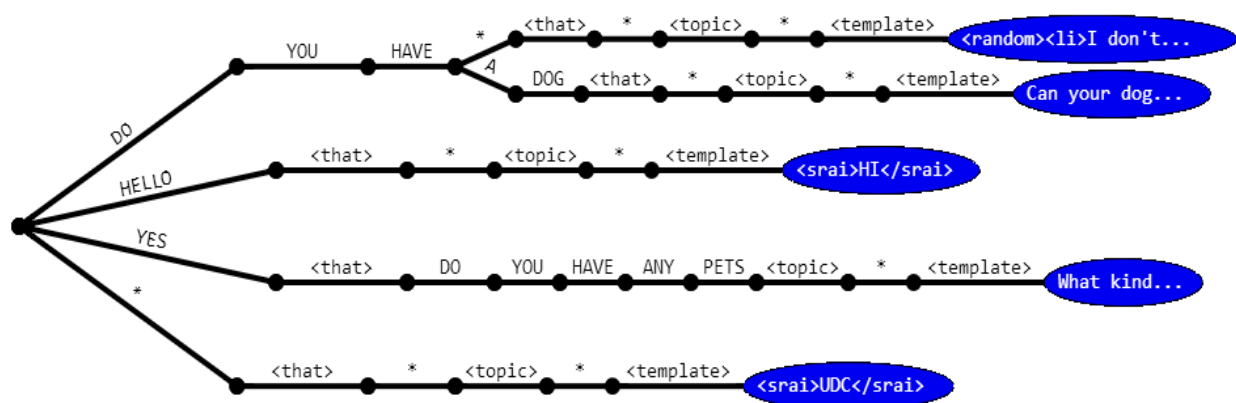 * <that> * <topic> * <template> <random><li>I don't...
YOU HAVE
A DOG <that> * <topic> * <template> Can your dog...
DO
<that> * <topic> * <template> <srai>HI</srai>
HELLO
YES
<that> DO YOU HAVE ANY PETS <topic> * <template> What kind...
*
<that> * <topic> * <template> <srai>UDC</srai>